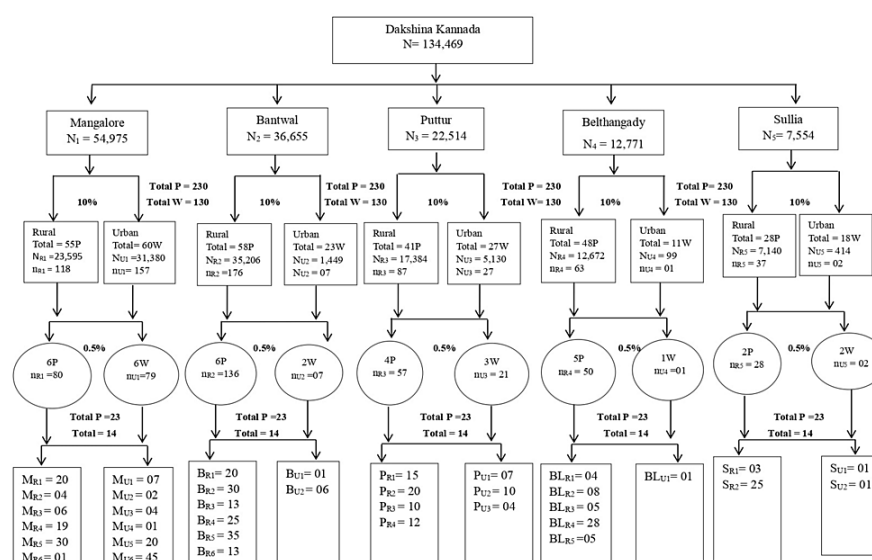 Dakshina Kannada
N= 134,469
Mangalore
N1 = 54,975
Bantwal
N2 = 36,655
Puttur
N3 = 22,514
Belthangady
N4 = 12,771
Sullia
N5= 7,554
10%
Total P = 230
Total W = 130
10%
Total P = 230
Total W = 130
10%
Total P = 230
Total W = 130
10%
Total P = 230
Total W = 130
10%
Rural
Total = 55P
NR1 =23,595
nR1 = 118
Urban
Total= 60W
NU1 =31,380
nU1= 157
Rural
Total = 58P
NR2 = 35,206
nR2 =176
Urban
Total = 23W
NU2 = 1,449
NU2 = 07
Rural
Total = 41P
NR3 = 17,384
nR3 = 87
Urban
Total = 27W
NU3 = 5,130
NU3 = 27
Rural
Total = 48P
NR4 = 12,672
nR4 = 63
Urban
Total = 11W
NU4 = 99
nU4 = 01
Rural
Total = 28P
NR5 = 7,140
nR5 = 37
Urban
Total = 18W
NU5 = 414
nU5 = 02
6P
nR1 =80
6W
nU1=79
6P
nR2 =136
0.5%
2W
nU2 =07
4P
nR3 = 57
0.5%
3W
nU3 = 21
5P
nR4 = 50
0.5%
1W
nU4 =01
2P
nR5 = 28
0.5%
2W
nU5 = 02
0.5%
Total P =23
Total = 14
Total P =23
Total = 14
Total P =23
Total = 14
Total P =23
Total = 14
Total P =23
Total = 14
MR1 = 20
MR2 = 04
MR3 = 06
MR4 = 19
MR5 = 30
MR6 = 01
MU1 = 07
MU2 = 02
MU3 = 04
MU4 = 01
MU5 = 20
MU6 = 45
BR1= 20
BR2 = 30
BR3 = 13
BR4 = 25
BR5 = 35
BR6 = 13
BU1 = 01
BU2 = 06
PR1= 15
PR2 = 20
PR3 = 10
PR4 = 12
PU1= 07
PU2 = 10
PU3 = 04
BLR1= 04
BLR2 = 08
BLR3 = 05
BLR4 = 28
BLR5 =05
BLU1 = 01
SR1= 03
SR2 = 25
SU1= 01
SU2 = 01